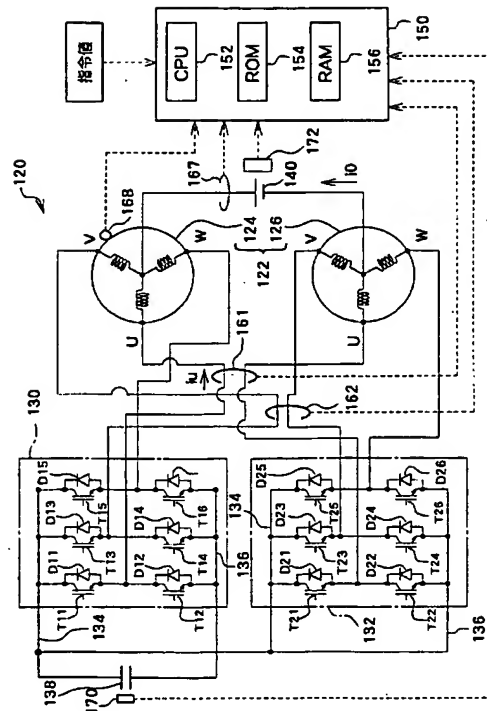 指令値
150
CPU
152
ROM
154
RAM
156
120
168
167
172
V
W
124
140
i0
122
126
U
V
W
U
161
iu
162
130
D15
D13
T15
D11
T13
T11
D14
T16
D12
T14
T12
136
134
138
170
134
D25
D23
T25
D21
T23
T21
D26
T26
D24
T24
D22
T22
132
136